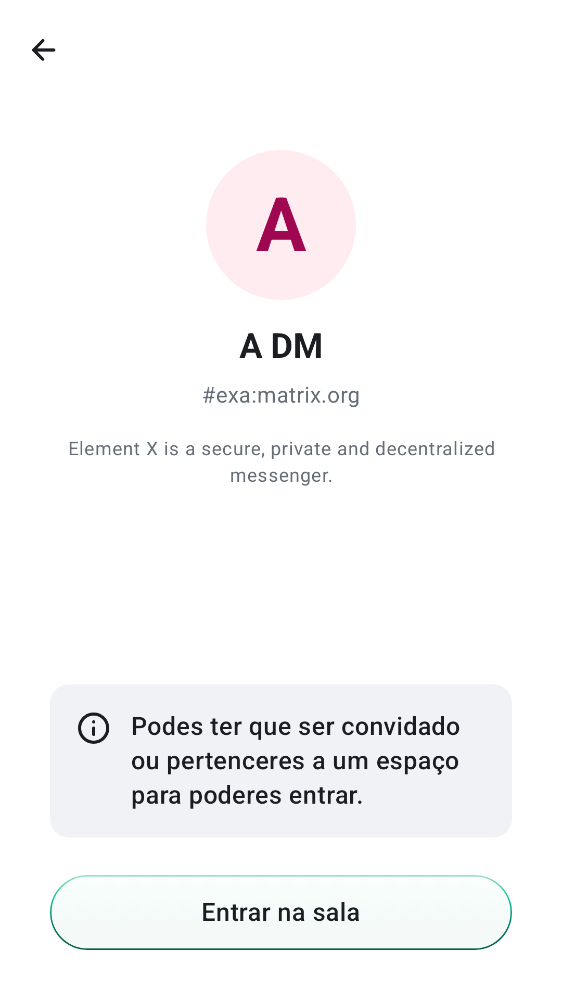 A
A DM
#exa:matrix.org
Element X is a secure, private and decentralized
messenger.
Podes ter que ser convidado
ou pertenceres a um espaço
para poderes entrar.
Entrar na sala